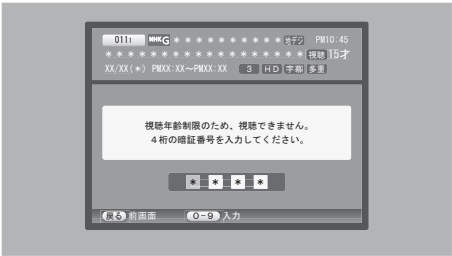 011₁ NHKG ＊＊＊＊＊＊＊＊＊＊ 地デジ PM10:45
＊＊＊＊＊＊＊＊＊＊＊＊＊＊＊＊＊＊ 視聴 15才
XX/XX(＊) PMXX:XX〜PMXX:XX 3 HD 字幕 多重
視聴年齢制限のため、視聴できません。
４桁の暗証番号を入力してください。
＊ ＊ ＊ ＊
戻る 前画面 0-9 入力